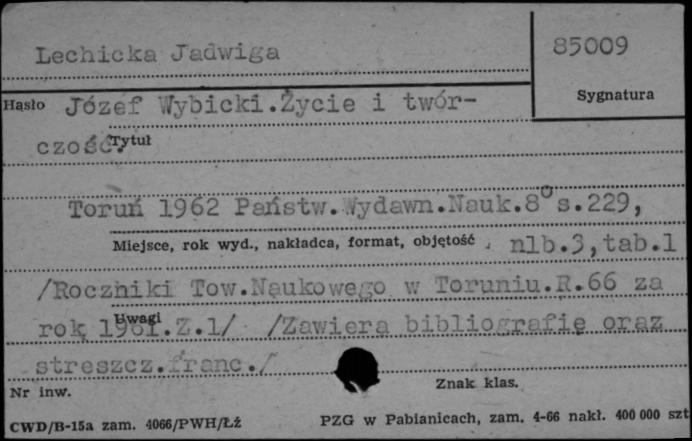 Lechicka Jadwiga
85009
Hasło
Sygnatura
Józef Wybicki.Życie i twór-
czość.
Tytuł
Toruń 1962 Państw.Wydawn.Nauk.8° s.229,
Miejsce, rok wyd., nakładca, format, objętość
nlb.3,tab.1
/Roczniki Tow.Naukowego w Toruniu.R.66 za
rok 1961.Z.1/ /Zawiera bibliografię oraz
Uwagi
streszcz.franc./
Nr inw.
Znak klas.
CWD/B-15a zam. 4066/PWH/Łź
PZG w Pabianicach, zam. 4-66 nakł. 400 000 szt